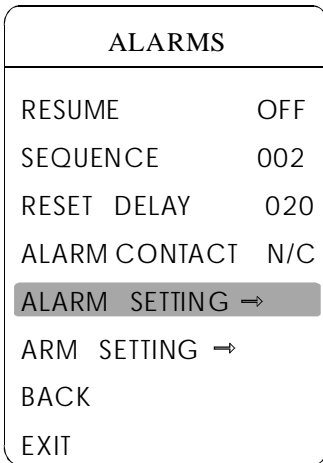 ALARMS
RESUME OFF
SEQUENCE 002
RESET DELAY 020
ALARM CONTACT N/C
ALARM SETTING ⇒
ARM SETTING ⇒
BACK
EXIT